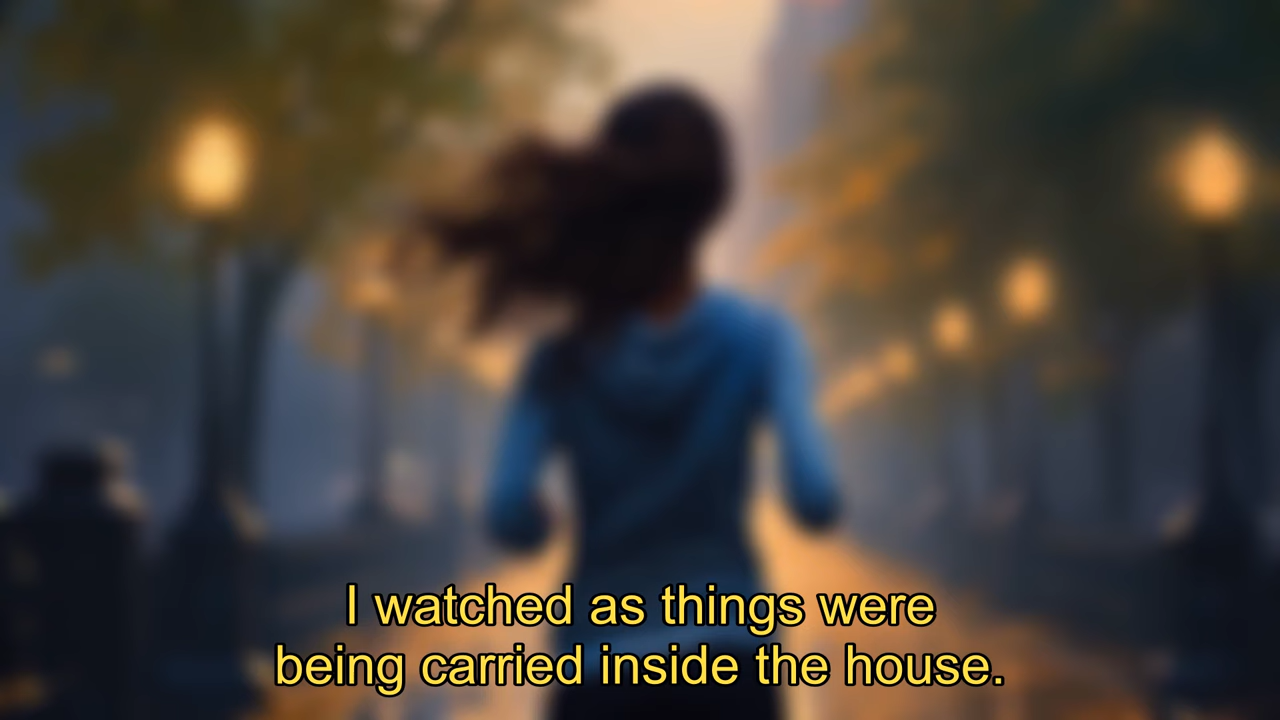 I watched as things were
being carried inside the house.